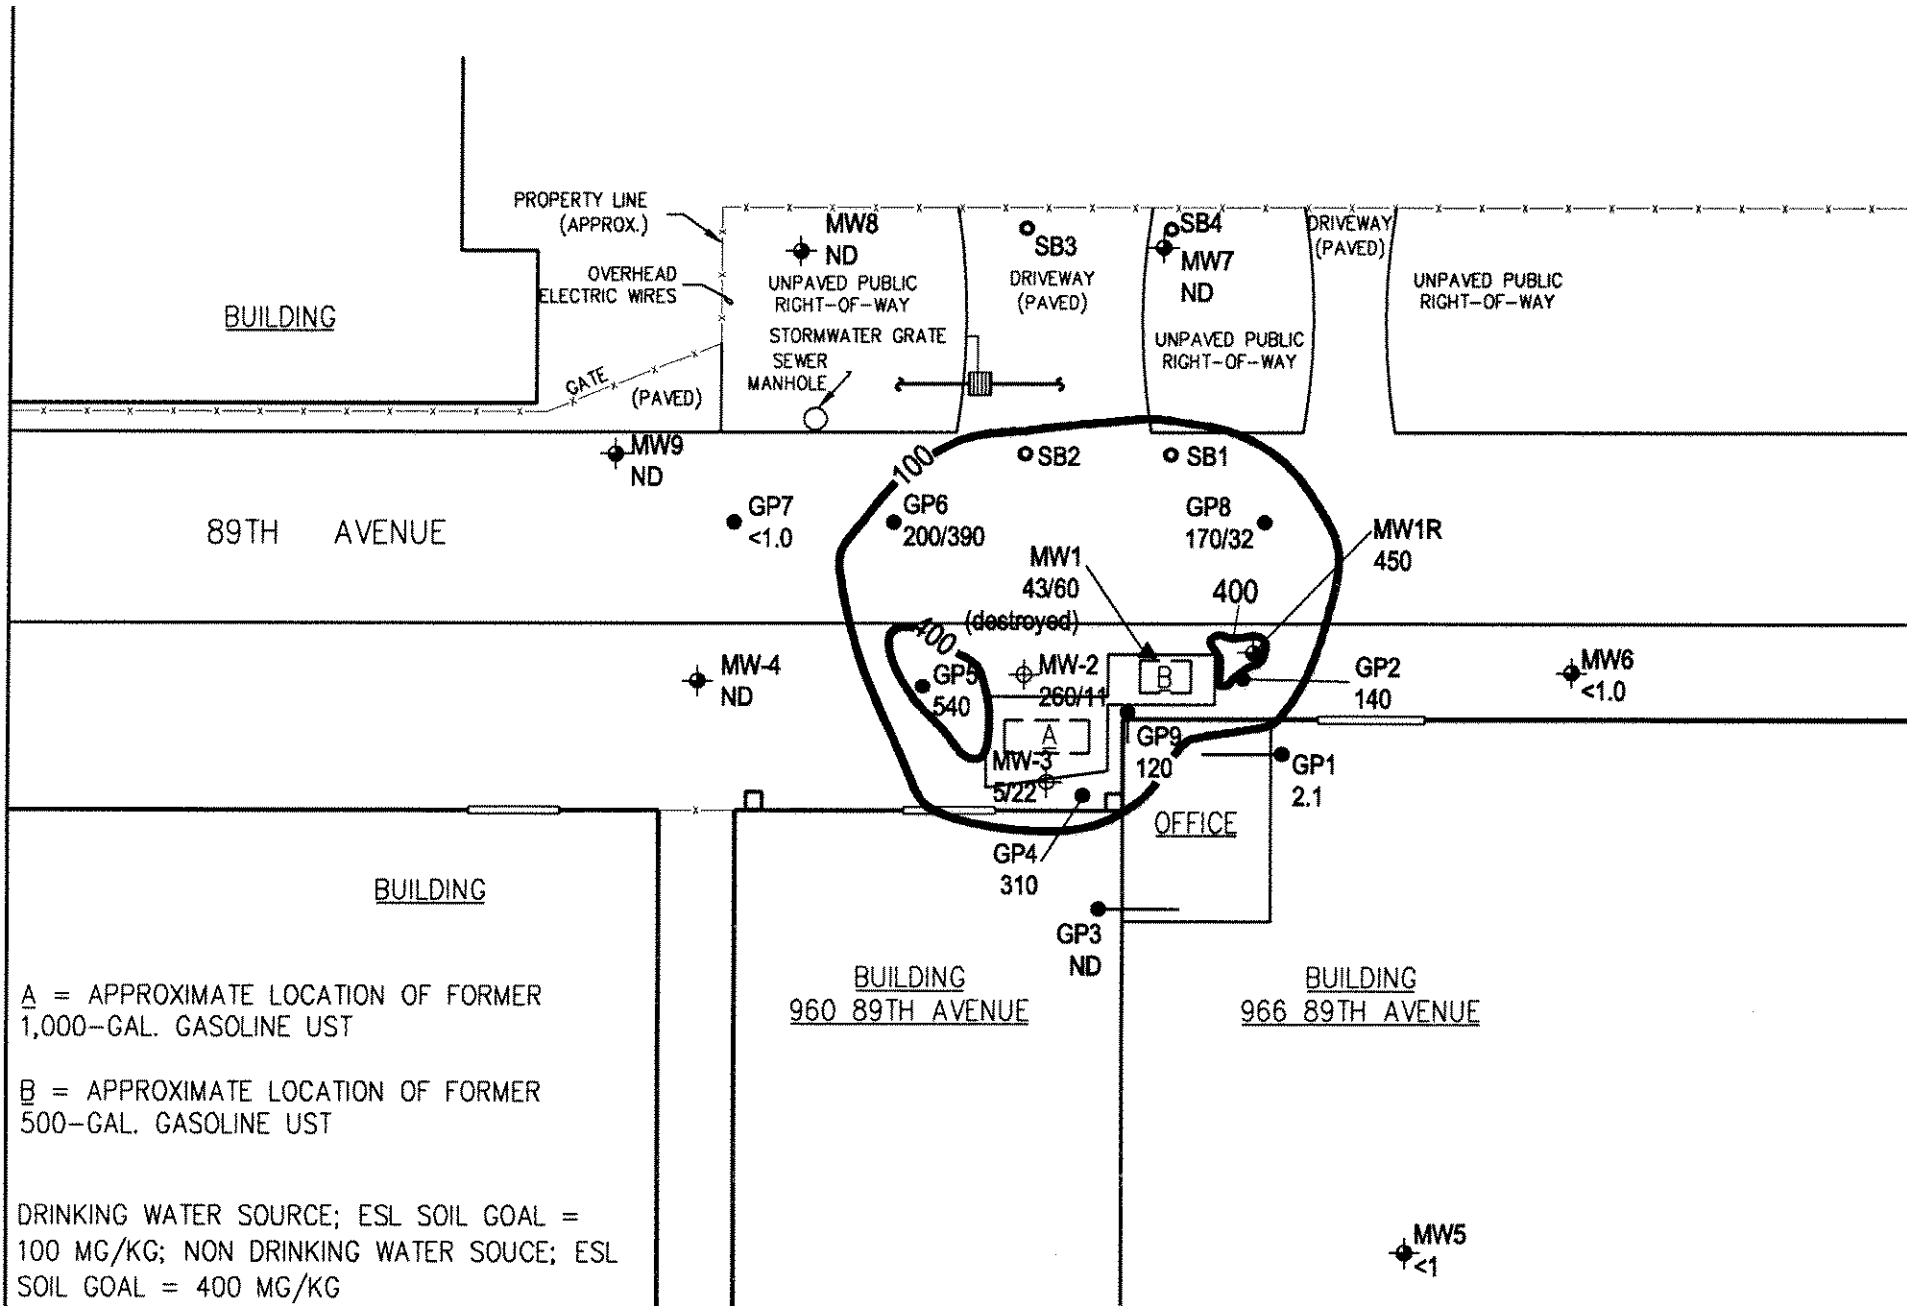 PROPERTY LINE
(APPROX.)
MW8
ND
SB3
SB4
MW7
ND
DRIVEWAY
(PAVED)
OVERHEAD
ELECTRIC WIRES
UNPAVED PUBLIC
RIGHT-OF-WAY
DRIVEWAY
(PAVED)
UNPAVED PUBLIC
RIGHT-OF-WAY
BUILDING
STORMWATER GRATE
SEWER
MANHOLE
UNPAVED PUBLIC
RIGHT-OF-WAY
GATE
(PAVED)
MW9
ND
100
SB2
SB1
89TH AVENUE
GP7
<1.0
GP6
200/390
GP8
170/32
MW1R
450
MW1
43/60
(destroyed)
400
400
MW-4
ND
GP5
540
MW-2
260/11
B
GP2
140
MW6
<1.0
A
GP9
120
MW-3
5/22
GP1
2.1
OFFICE
GP4
310
BUILDING
GP3
ND
BUILDING
960 89TH AVENUE
BUILDING
966 89TH AVENUE
A = APPROXIMATE LOCATION OF FORMER
1,000-GAL. GASOLINE UST
B = APPROXIMATE LOCATION OF FORMER
500-GAL. GASOLINE UST
DRINKING WATER SOURCE; ESL SOIL GOAL =
100 MG/KG; NON DRINKING WATER SOUCE; ESL
SOIL GOAL = 400 MG/KG
MW5
<1